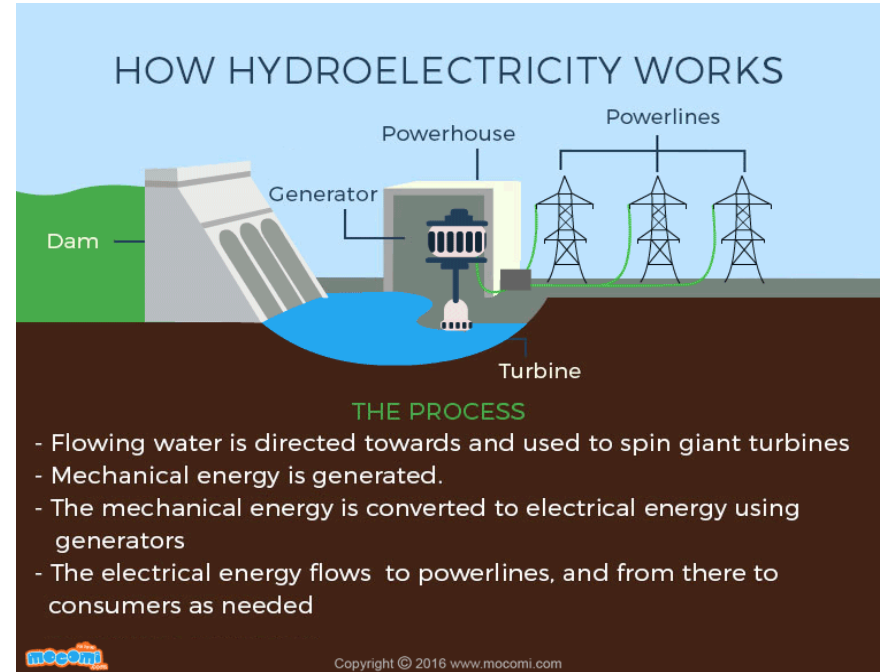 HOW HYDROELECTRICITY WORKS
Powerlines
Powerhouse
Generator
Dam
Turbine
THE PROCESS
- Flowing water is directed towards and used to spin giant turbines
- Mechanical energy is generated.
- The mechanical energy is converted to electrical energy using
generators
- The electrical energy flows to powerlines, and from there to
consumers as needed
mocomi
.com
Copyright © 2016 www.mocomi.com